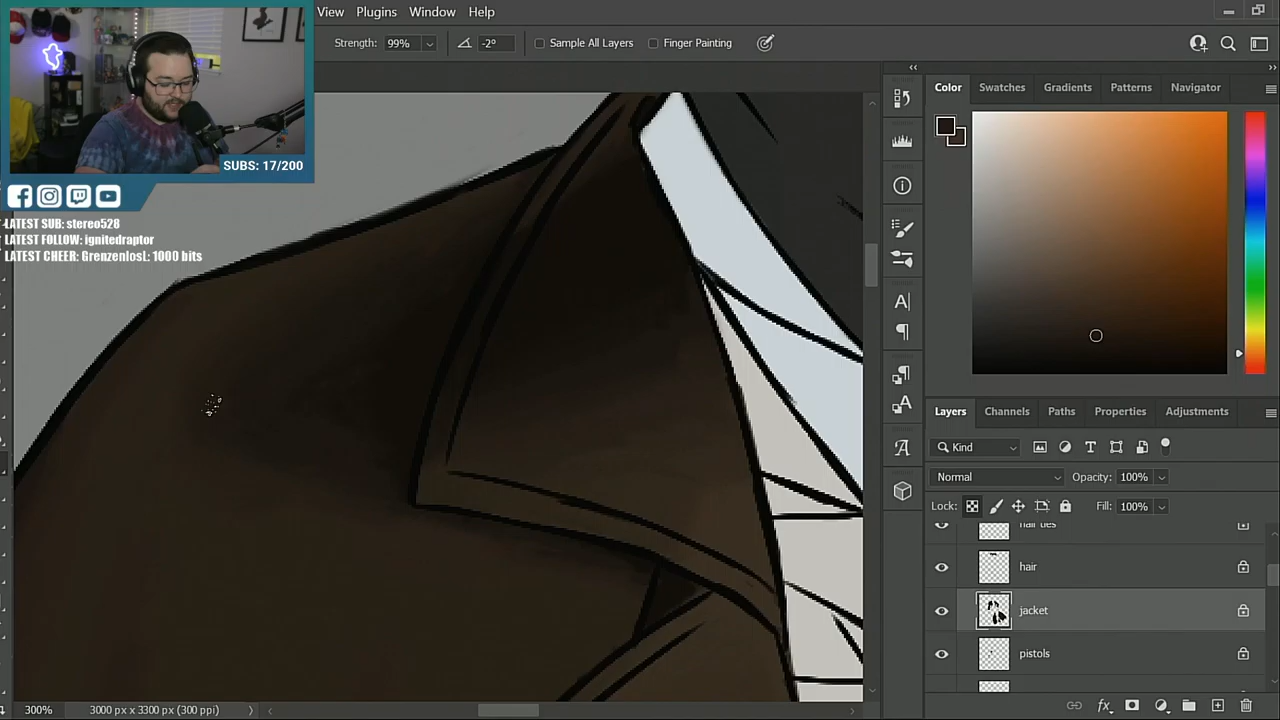 View Plugins Window Help
Strength: 99% -2° Sample All Layers Finger Painting
SUBS: 17/200
LATEST SUB: stereo528
LATEST FOLLOW: ignitedraptor
LATEST CHEER: GrenzenlosL: 1000 bits
Color Swatches Gradients Patterns Navigator
Layers Channels Paths Properties Adjustments
Kind
Normal Opacity: 100%
Lock: Fill: 100%
hair ties
hair
jacket
pistols
300% 3000 px x 3300 px (300 ppi)